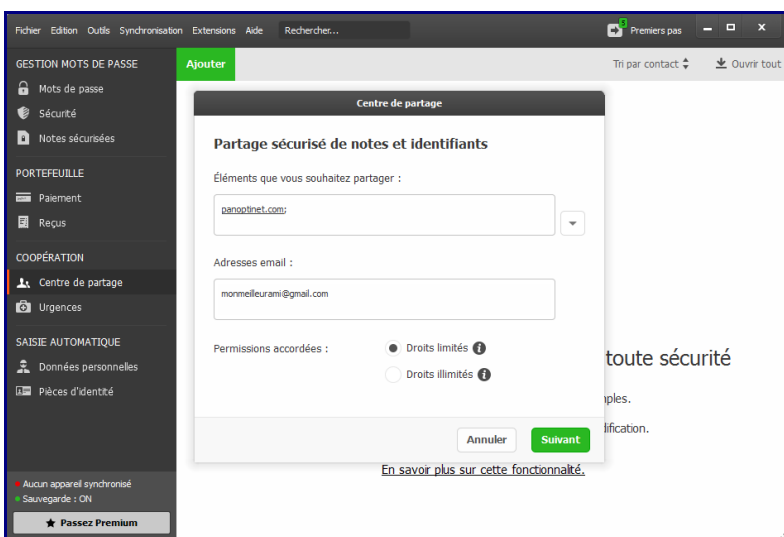 Fichier Edition Outils Synchronisation Extensions Aide Rechercher... 5 Premiers pas
GESTION MOTS DE PASSE
Mots de passe
Sécurité
Notes sécurisées
PORTEFEUILLE
Paiement
Reçus
COOPÉRATION
Centre de partage
Urgences
SAISIE AUTOMATIQUE
Données personnelles
Pièces d'identité
Aucun appareil synchronisé
Sauvegarde : ON
Passez Premium
Ajouter Tri par contact Ouvrir tout
Centre de partage
Partage sécurisé de notes et identifiants
Éléments que vous souhaitez partager :
panoptinet.com;
Adresses email :
monmeilleurami@gmail.com
Permissions accordées : Droits limités
Droits illimités
Annuler Suivant
toute sécurité
En savoir plus sur cette fonctionnalité.